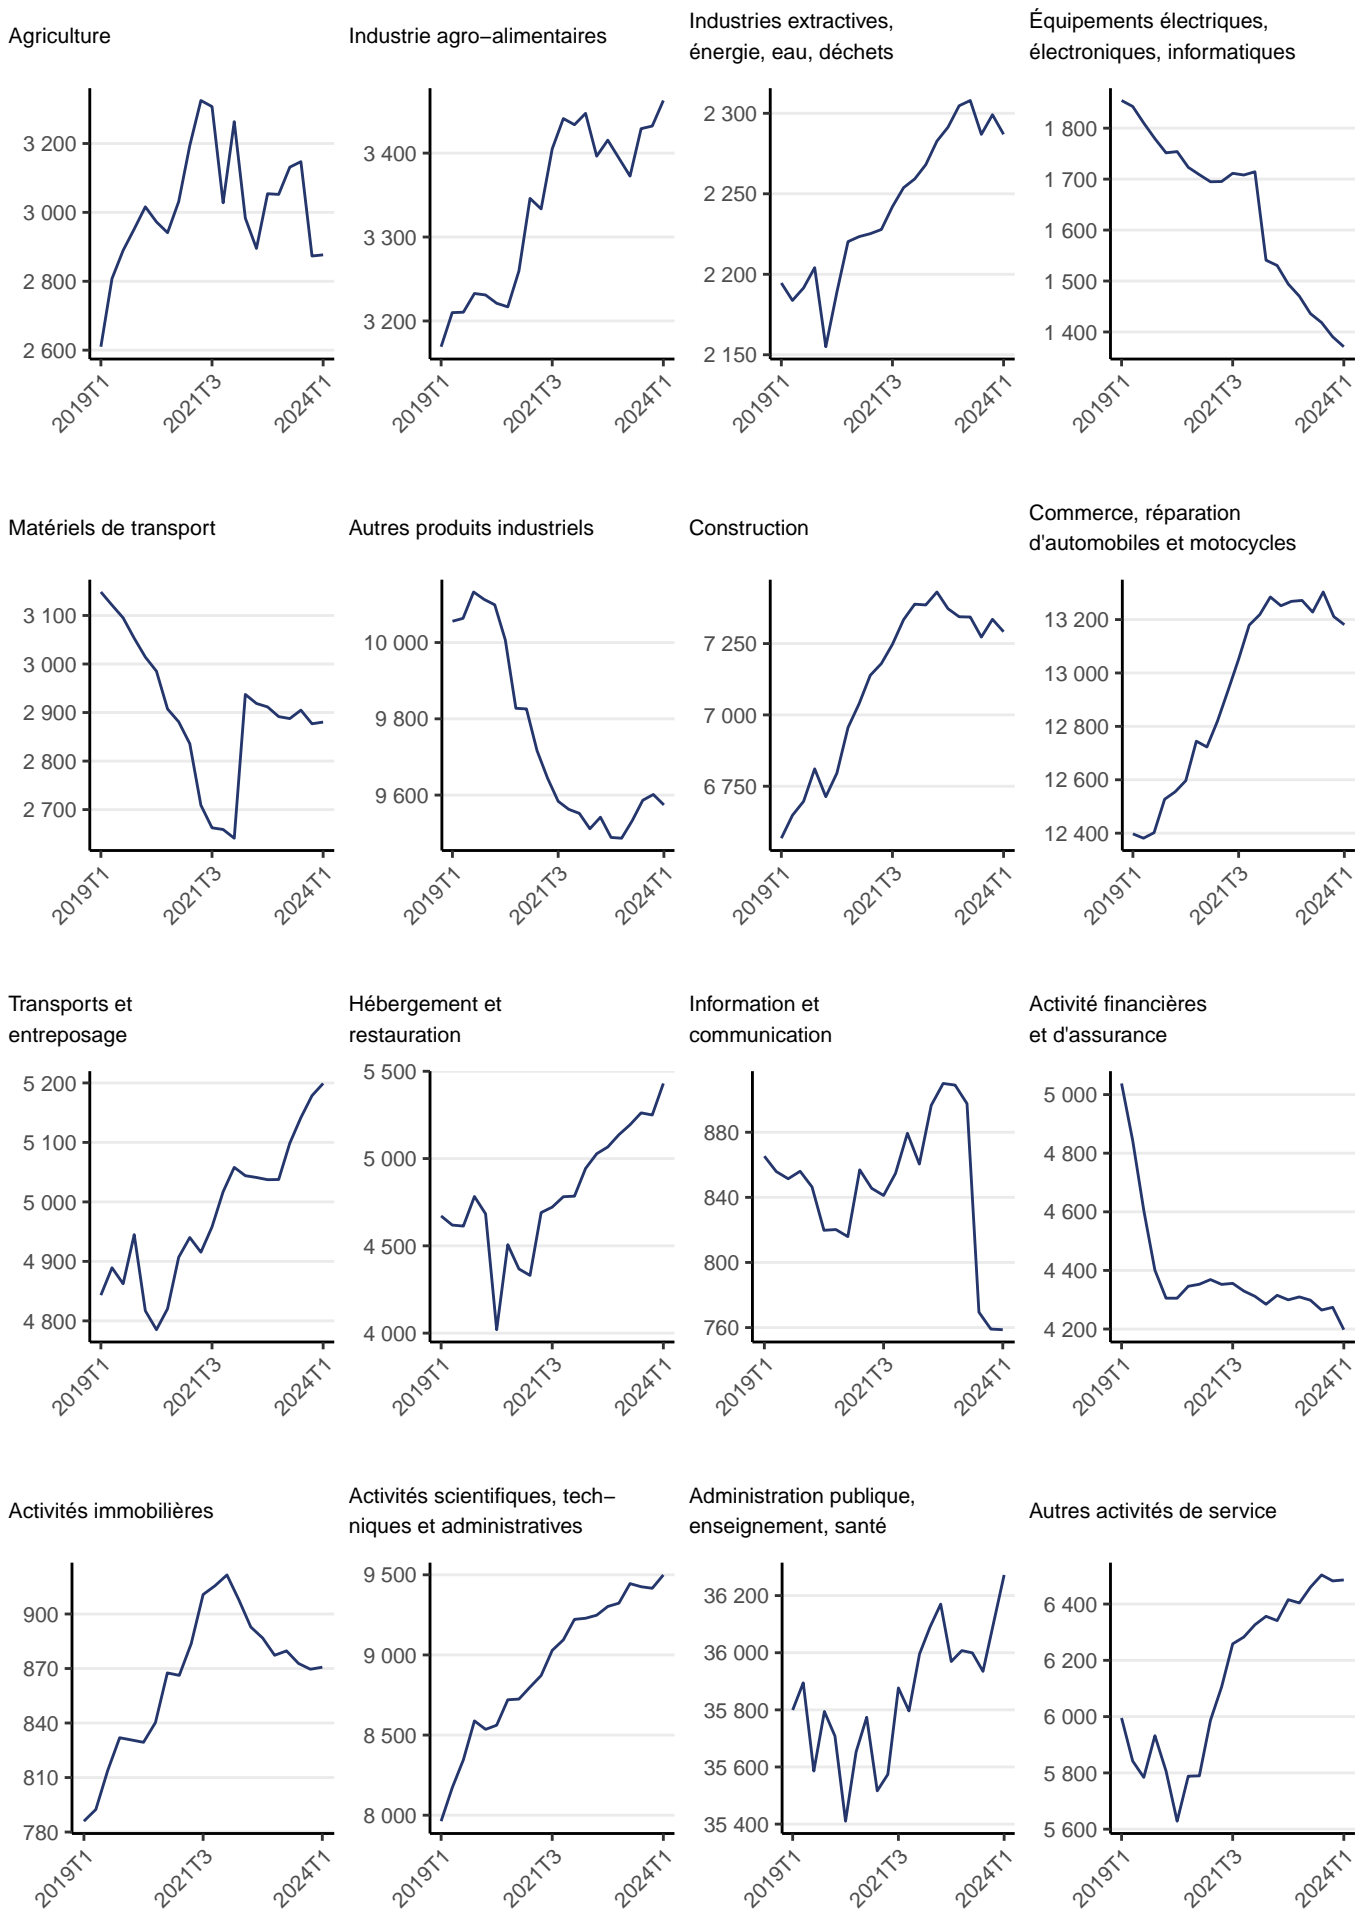 Agriculture
3 200
3 000
2 800
2 600
2019T1
2021T3
2024T1
Industrie agro−alimentaires
3 400
3 300
3 200
2019T1
2021T3
2024T1
Industries extractives,
énergie, eau, déchets
2 300
2 250
2 200
2 150
2019T1
2021T3
2024T1
Équipements électriques,
électroniques, informatiques
1 800
1 700
1 600
1 500
1 400
2019T1
2021T3
2024T1
Matériels de transport
3 100
3 000
2 900
2 800
2 700
2019T1
2021T3
2024T1
Autres produits industriels
10 000
9 800
9 600
2019T1
2021T3
2024T1
Construction
7 250
7 000
6 750
2019T1
2021T3
2024T1
Commerce, réparation
d'automobiles et motocycles
13 200
13 000
12 800
12 600
12 400
2019T1
2021T3
2024T1
Transports et
entreposage
5 200
5 100
5 000
4 900
4 800
2019T1
2021T3
2024T1
Hébergement et
restauration
5 500
5 000
4 500
4 000
2019T1
2021T3
2024T1
Information et
communication
880
840
800
760
2019T1
2021T3
2024T1
Activité financières
et d'assurance
5 000
4 800
4 600
4 400
4 200
2019T1
2021T3
2024T1
Activités immobilières
900
870
840
810
780
2019T1
2021T3
2024T1
Activités scientifiques, tech−
niques et administratives
9 500
9 000
8 500
8 000
2019T1
2021T3
2024T1
Administration publique,
enseignement, santé
36 200
36 000
35 800
35 600
35 400
2019T1
2021T3
2024T1
Autres activités de service
6 400
6 200
6 000
5 800
5 600
2019T1
2021T3
2024T1